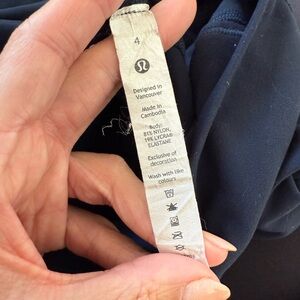 4
Designed in
Vancouver
Made in
Cambodia
Body:
81% NYLON,
19% LYCRA®
ELASTANE
Exclusive of
decoration
Wash with like
colours